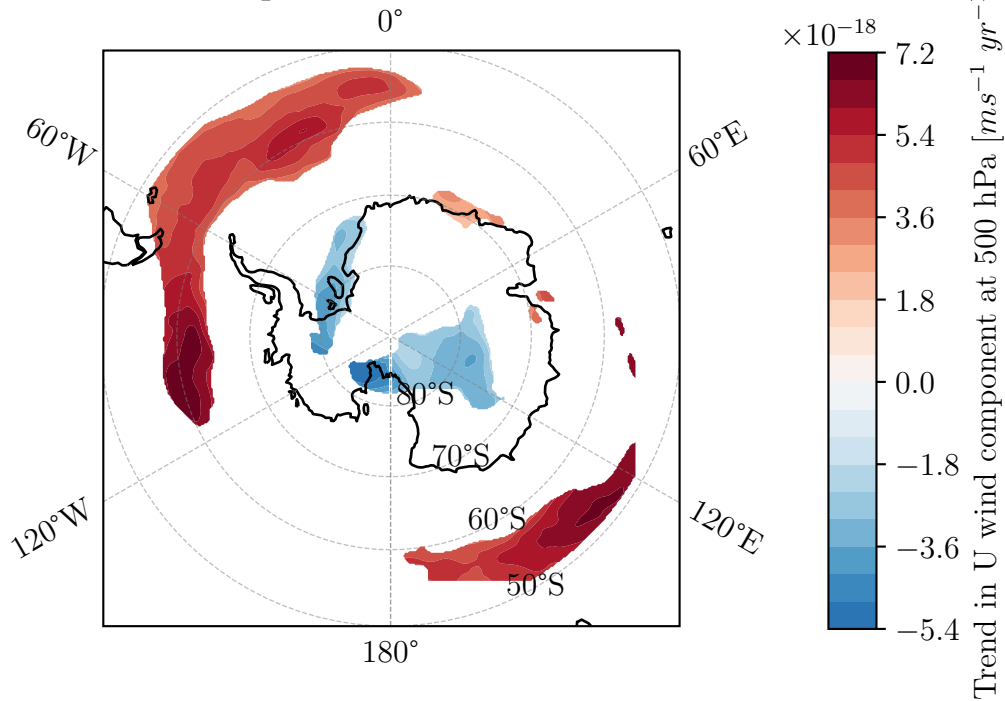 0°
60°W
60°E
80°S
70°S
60°S
50°S
120°W
120°E
180°
×10⁻¹⁸
7.2
5.4
3.6
1.8
0.0
−1.8
−3.6
−5.4
Trend in U wind component at 500 hPa [ms⁻¹ yr⁻